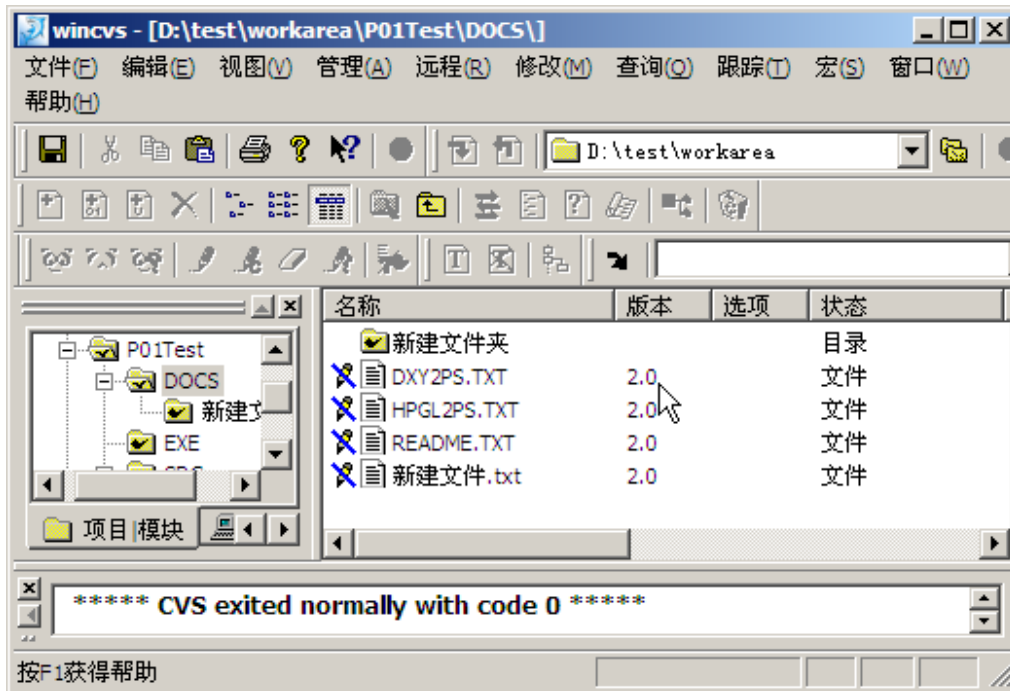 wincvs - [D:\test\workarea\P01Test\DOCS\]
文件(F) 编辑(E) 视图(V) 管理(A) 远程(R) 修改(M) 查询(Q) 跟踪(T) 宏(S) 窗口(W)
帮助(H)
D:\test\workarea
名称 版本 选项 状态
P01Test
DOCS
新建文
EXE
项目|模块
新建文件夹 目录
DXY2PS.TXT 2.0 文件
HPGL2PS.TXT 2.0 文件
README.TXT 2.0 文件
新建文件.txt 2.0 文件
***** CVS exited normally with code 0 *****
按F1获得帮助